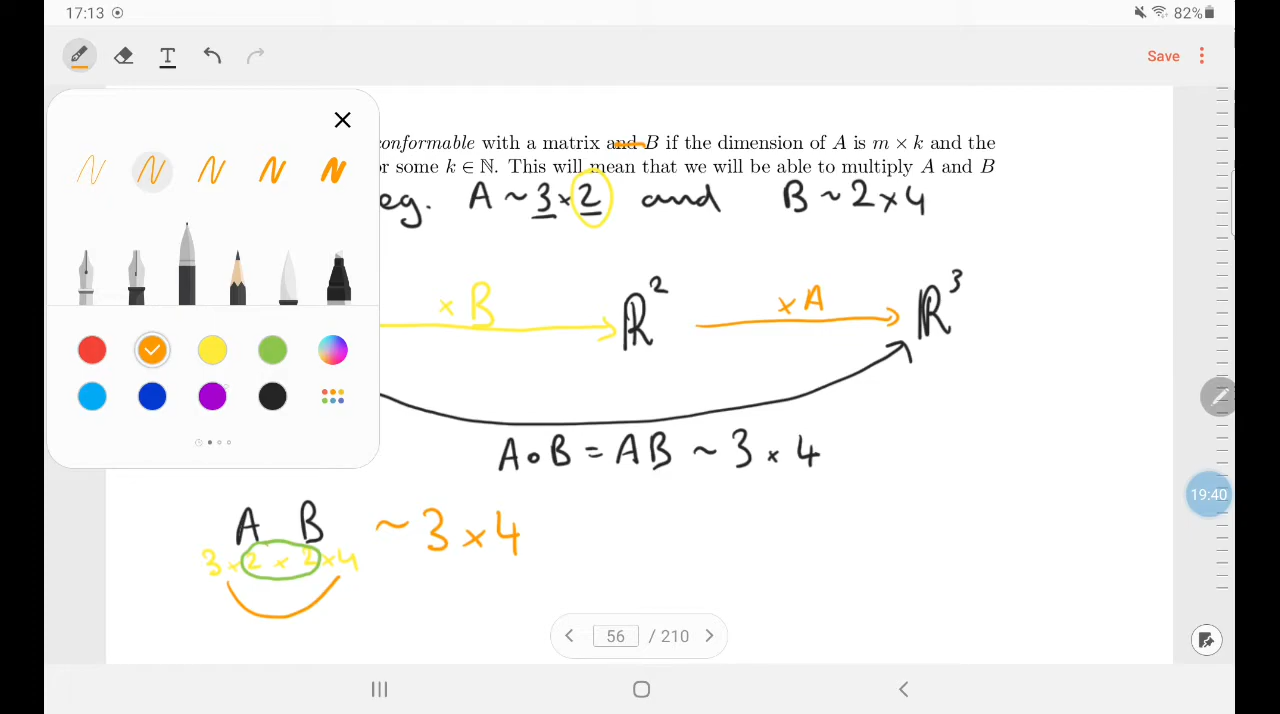 17:13 82%
T Save
conformable with a matrix and B if the dimension of A is m × k and the
r some k ∈ ℕ. This will mean that we will be able to multiply A and B
eg. A ~ 3 × 2 and B ~ 2 × 4
× B ℝ² × A ℝ³
A ∘ B = AB ~ 3 × 4
A B ~ 3 × 4
3 × 2 × 2 × 4
19:40
56 / 210